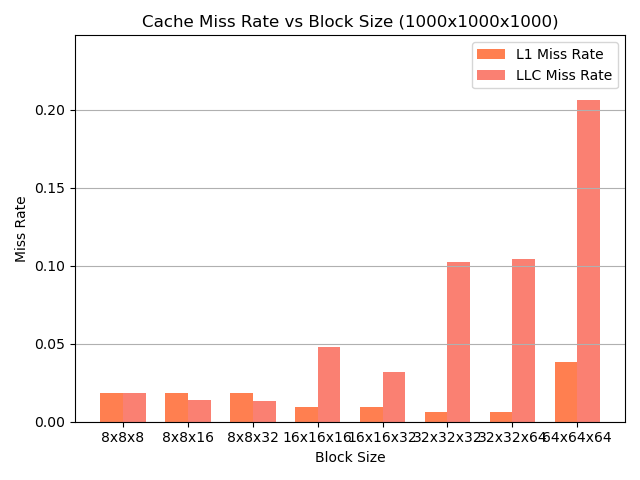 Cache Miss Rate vs Block Size (1000x1000x1000)
L1 Miss Rate
LLC Miss Rate
Miss Rate
0.20
0.15
0.10
0.05
0.00
8x8x8 8x8x16 8x8x32 16x16x16 16x16x32 32x32x32 32x32x64 64x64x64
Block Size